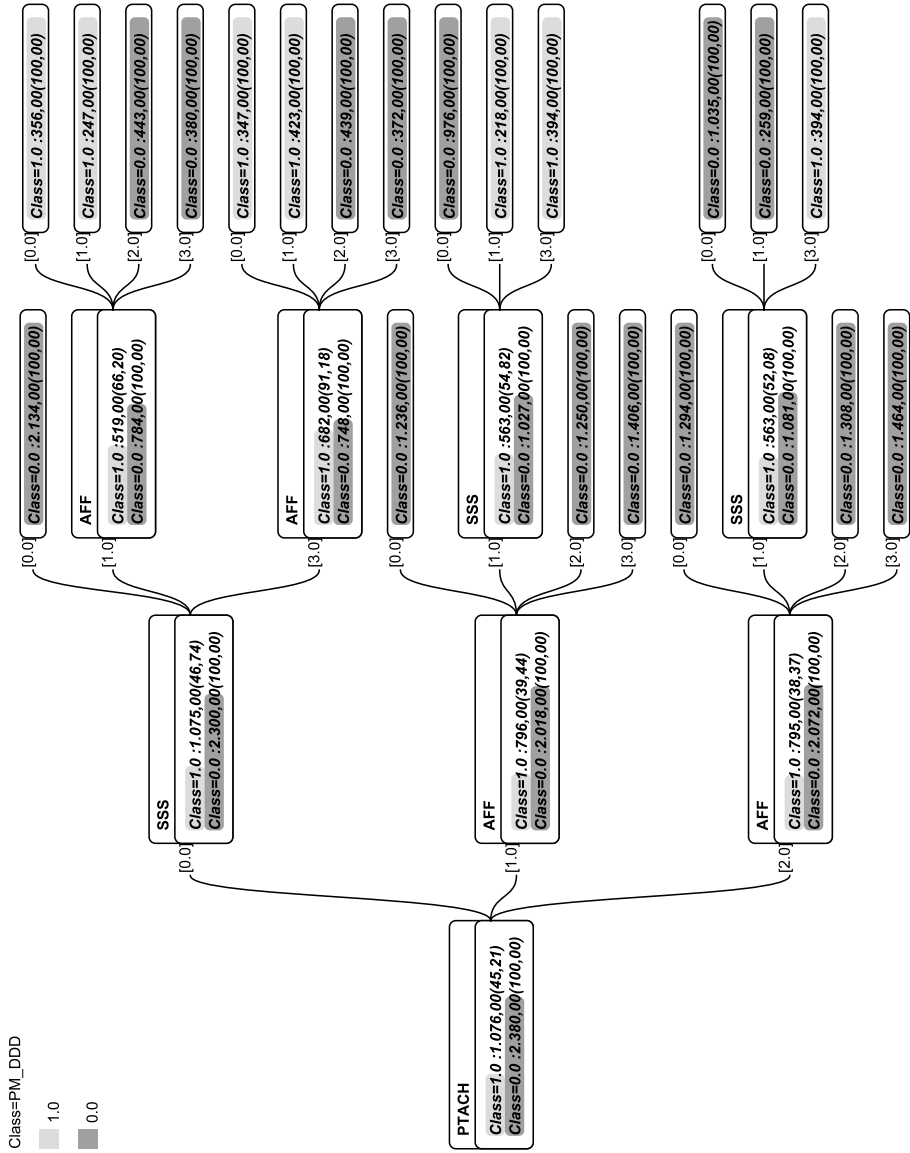 Class=PM_DDD
1.0
0.0
PTACH
Class=1.0 :1.076,00(45,21)
Class=0.0 :2.380,00(100,00)
[0.0]
SSS
Class=1.0 :1.075,00(46,74)
Class=0.0 :2.300,00(100,00)
[1.0]
AFF
Class=1.0 :796,00(39,44)
Class=0.0 :2.018,00(100,00)
[2.0]
AFF
Class=1.0 :795,00(38,37)
Class=0.0 :2.072,00(100,00)
[0.0]
Class=0.0 :2.134,00(100,00)
[1.0]
AFF
Class=1.0 :519,00(66,20)
Class=0.0 :784,00(100,00)
[3.0]
AFF
Class=1.0 :682,00(91,18)
Class=0.0 :748,00(100,00)
[0.0]
Class=0.0 :1.236,00(100,00)
[1.0]
SSS
Class=1.0 :563,00(54,82)
Class=0.0 :1.027,00(100,00)
[2.0]
Class=0.0 :1.250,00(100,00)
[3.0]
Class=0.0 :1.406,00(100,00)
[0.0]
Class=0.0 :1.294,00(100,00)
[1.0]
SSS
Class=1.0 :563,00(52,08)
Class=0.0 :1.081,00(100,00)
[2.0]
Class=0.0 :1.308,00(100,00)
[3.0]
Class=0.0 :1.464,00(100,00)
[0.0]
Class=1.0 :356,00(100,00)
[1.0]
Class=1.0 :247,00(100,00)
[2.0]
Class=0.0 :443,00(100,00)
[3.0]
Class=0.0 :380,00(100,00)
[0.0]
Class=1.0 :347,00(100,00)
[1.0]
Class=1.0 :423,00(100,00)
[2.0]
Class=0.0 :439,00(100,00)
[3.0]
Class=0.0 :372,00(100,00)
[0.0]
Class=0.0 :976,00(100,00)
[1.0]
Class=1.0 :218,00(100,00)
[3.0]
Class=1.0 :394,00(100,00)
[0.0]
Class=0.0 :1.035,00(100,00)
[1.0]
Class=0.0 :259,00(100,00)
[3.0]
Class=1.0 :394,00(100,00)